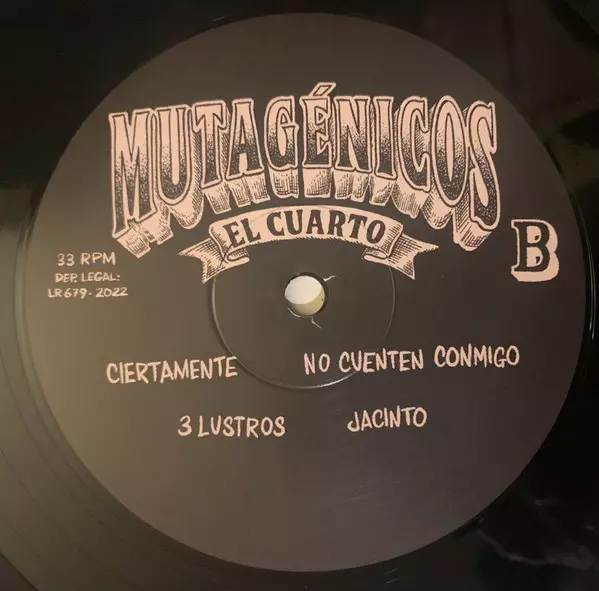 MUTAGÉNICOS
EL CUARTO
B
33 RPM
DEP. LEGAL:
LR 679-2022
CIERTAMENTE
NO CUENTEN CONMIGO
3 LUSTROS
JACINTO